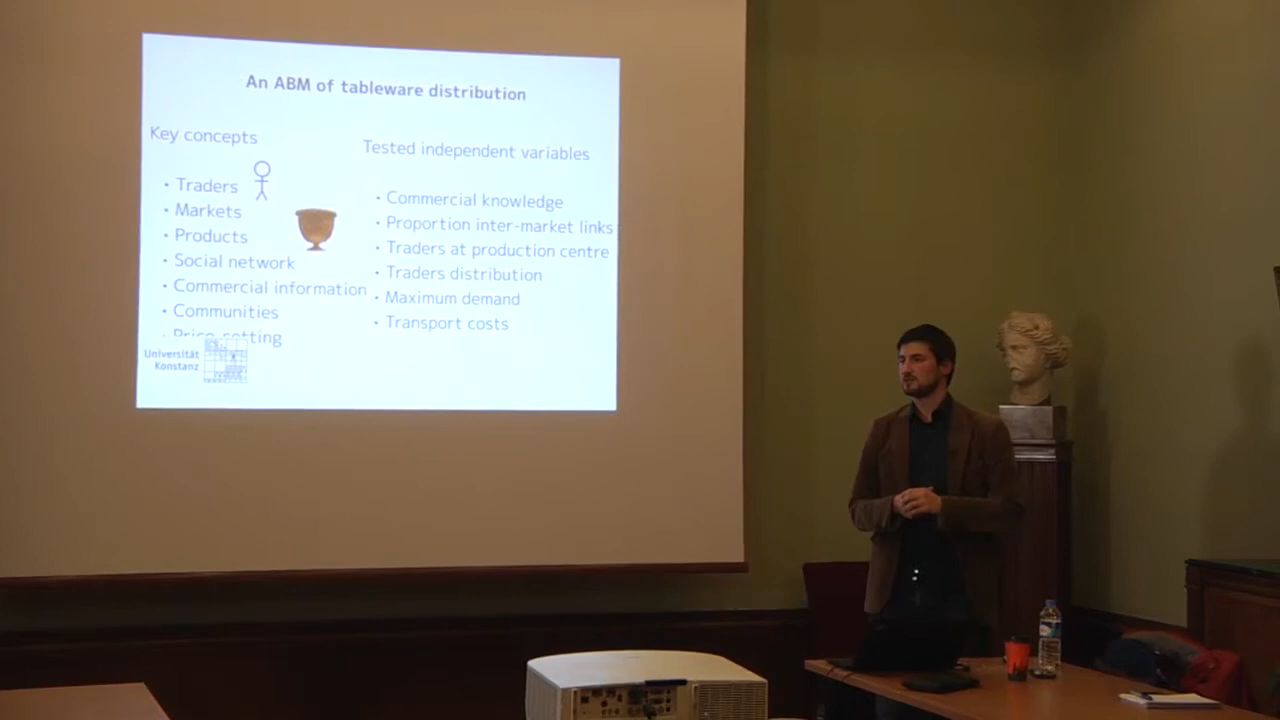 An ABM of tableware distribution
Key concepts
• Traders
• Markets
• Products
• Social network
• Commercial information
• Communities
• Price-setting
Tested independent variables
• Commercial knowledge
• Proportion inter-market links
• Traders at production centre
• Traders distribution
• Maximum demand
• Transport costs
Universität
Konstanz